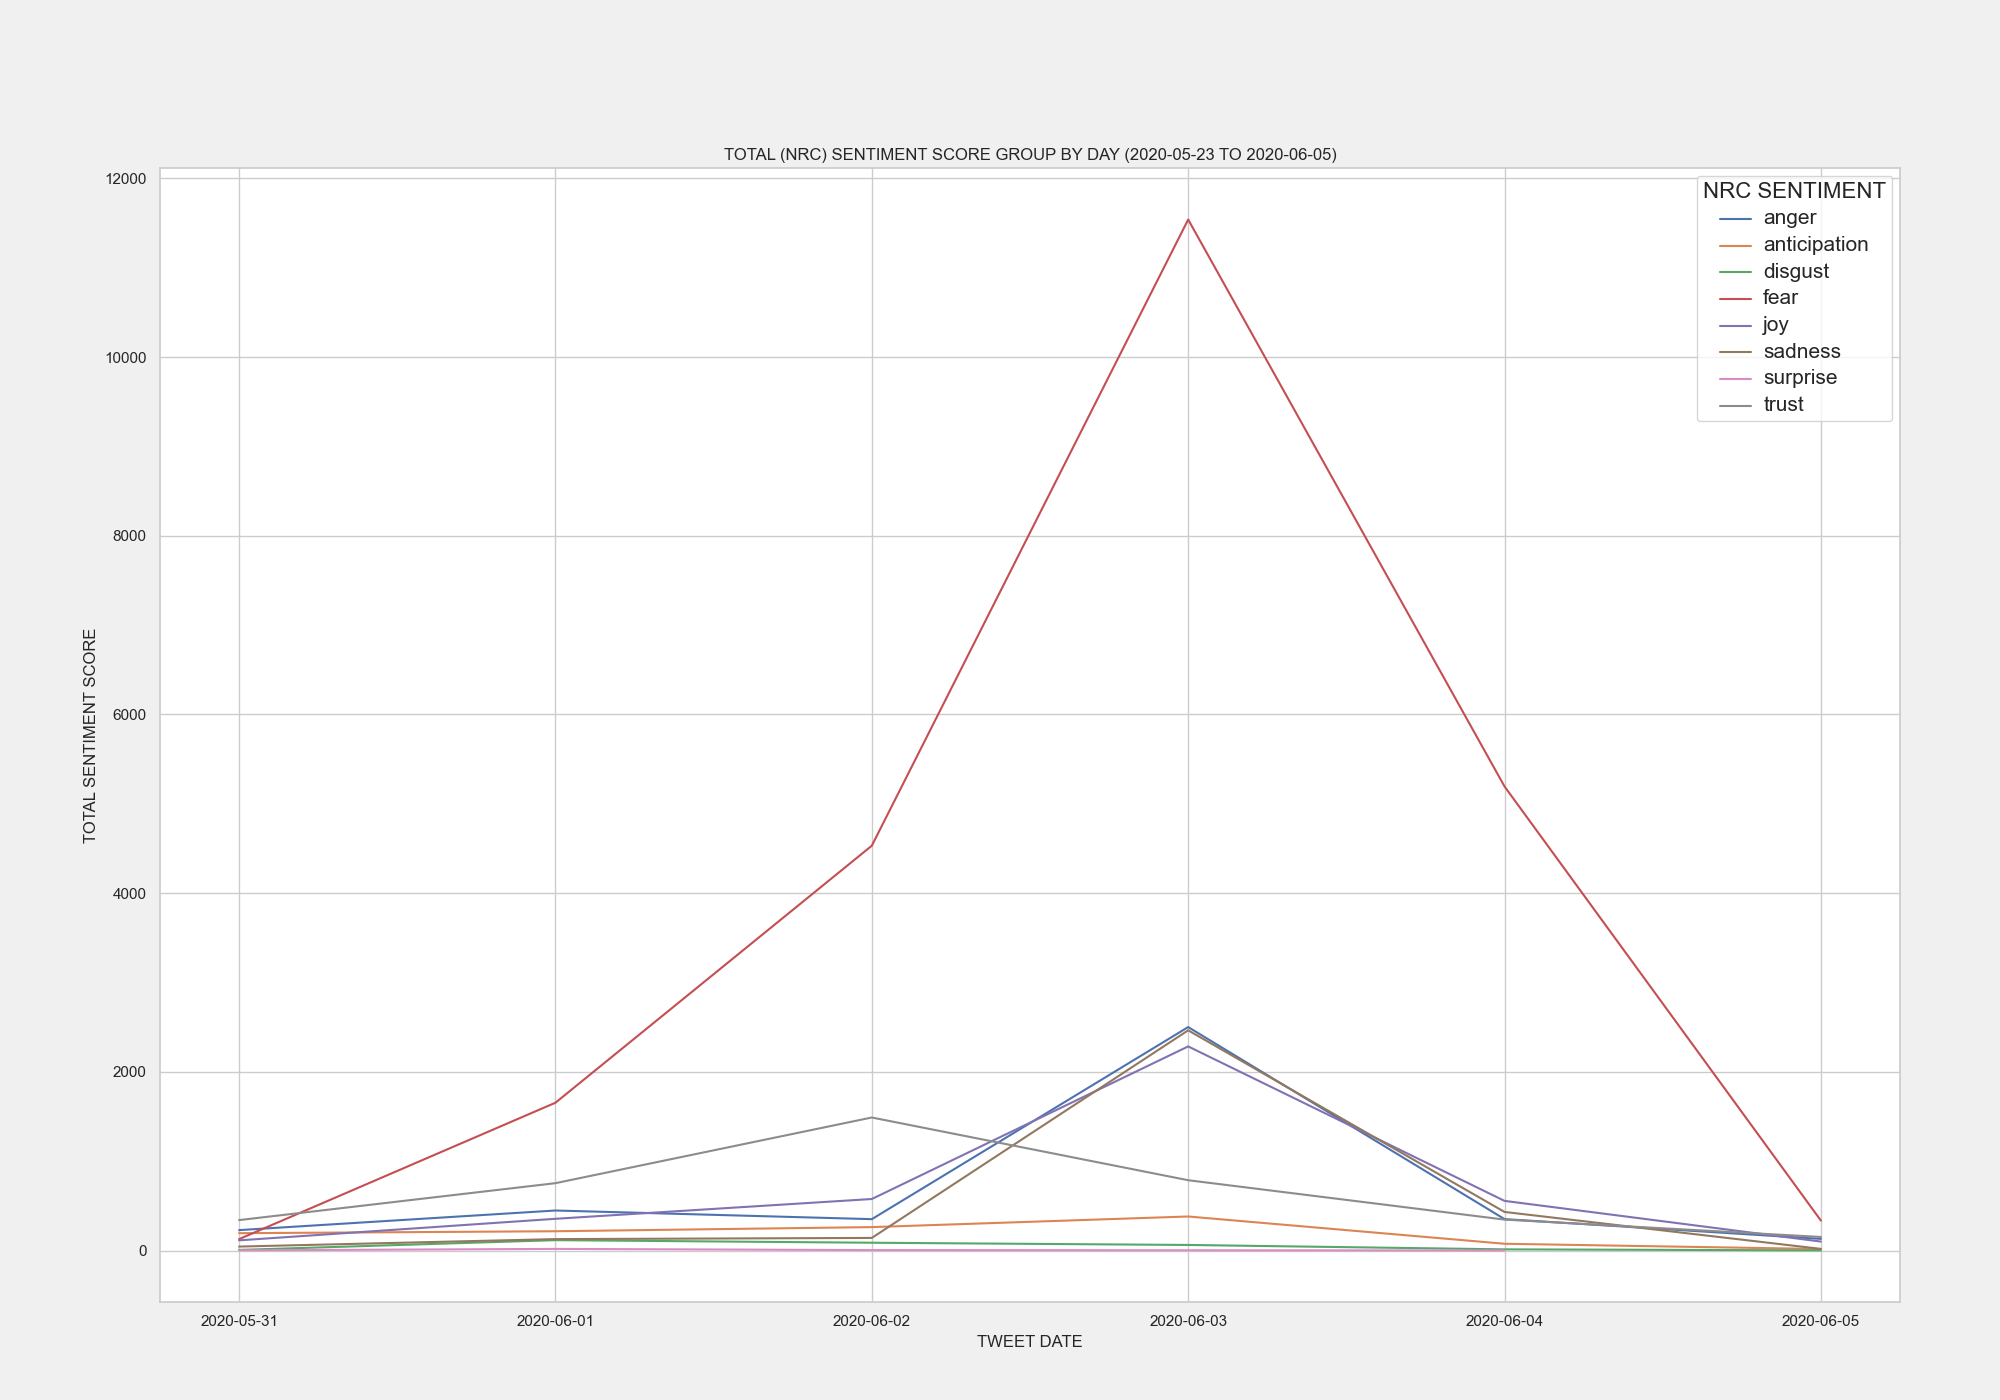 TOTAL (NRC) SENTIMENT SCORE GROUP BY DAY (2020-05-23 TO 2020-06-05)
12000
10000
8000
6000
4000
2000
0
TOTAL SENTIMENT SCORE
NRC SENTIMENT
anger
anticipation
disgust
fear
joy
sadness
surprise
trust
2020-05-31
2020-06-01
2020-06-02
2020-06-03
2020-06-04
2020-06-05
TWEET DATE